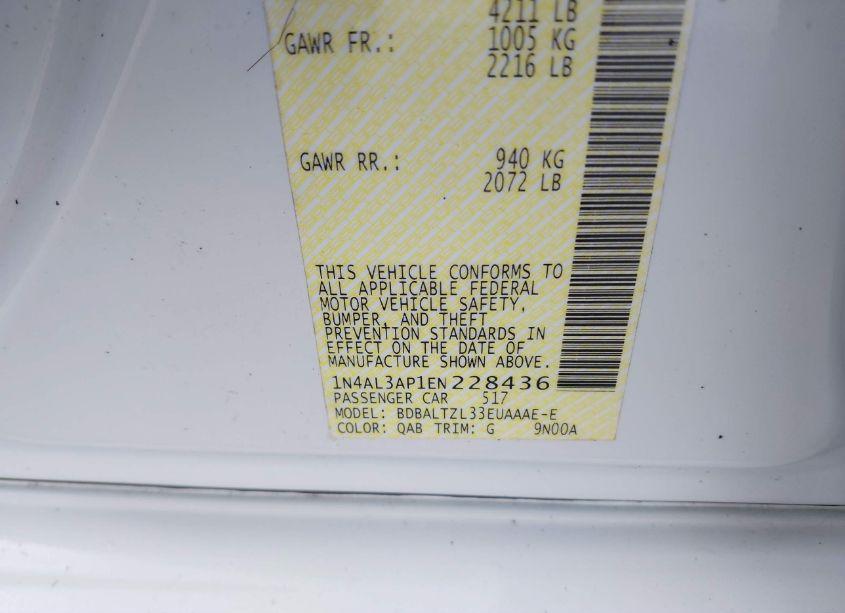 4211 LB
GAWR FR.: 1005 KG
2216 LB
GAWR RR.: 940 KG
2072 LB
THIS VEHICLE CONFORMS TO
ALL APPLICABLE FEDERAL
MOTOR VEHICLE SAFETY,
BUMPER, AND THEFT
PREVENTION STANDARDS IN
EFFECT ON THE DATE OF
MANUFACTURE SHOWN ABOVE.
1N4AL3AP1EN228436
PASSENGER CAR 517
MODEL: BDBALTZL33EUAAAE-E
COLOR: QAB TRIM: G 9N00A